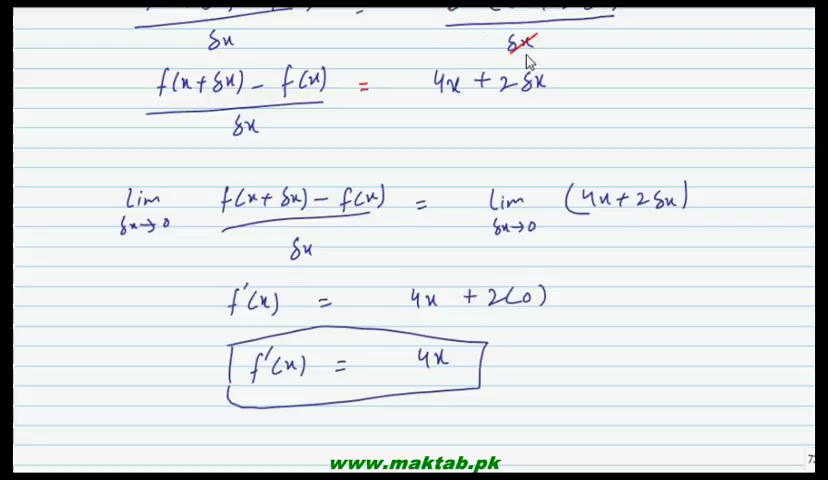 δx δx
f(x+δx) - f(x) = 4x + 2δx
δx
lim f(x+δx) - f(x) = lim (4x+2δx)
δx→0 δx δx→0
f'(x) = 4x + 2(0)
f'(x) = 4x
www.maktab.pk